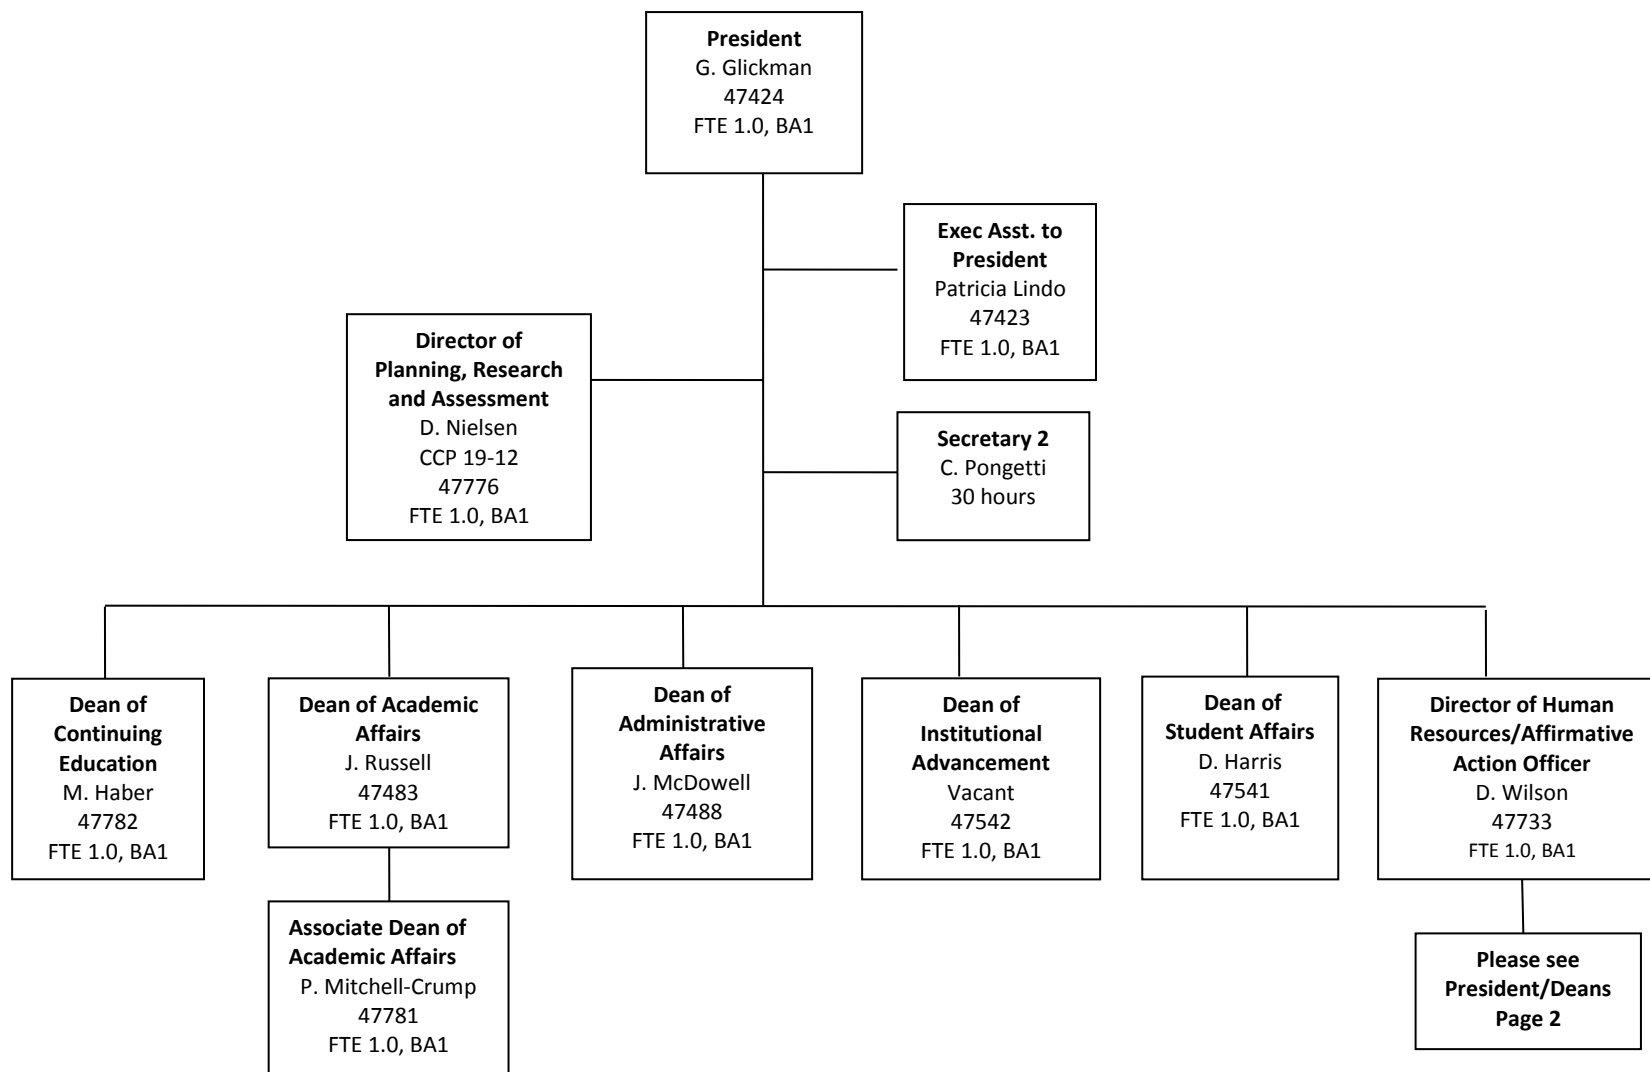 President
G. Glickman
47424
FTE 1.0, BA1
Exec Asst. to
President
Patricia Lindo
47423
FTE 1.0, BA1
Director of
Planning, Research
and Assessment
D. Nielsen
CCP 19-12
47776
FTE 1.0, BA1
Secretary 2
C. Pongetti
30 hours
Dean of
Continuing
Education
M. Haber
47782
FTE 1.0, BA1
Dean of Academic
Affairs
J. Russell
47483
FTE 1.0, BA1
Dean of
Administrative
Affairs
J. McDowell
47488
FTE 1.0, BA1
Dean of
Institutional
Advancement
Vacant
47542
FTE 1.0, BA1
Dean of
Student Affairs
D. Harris
47541
FTE 1.0, BA1
Director of Human
Resources/Affirmative
Action Officer
D. Wilson
47733
FTE 1.0, BA1
Associate Dean of
Academic Affairs
P. Mitchell-Crump
47781
FTE 1.0, BA1
Please see
President/Deans
Page 2